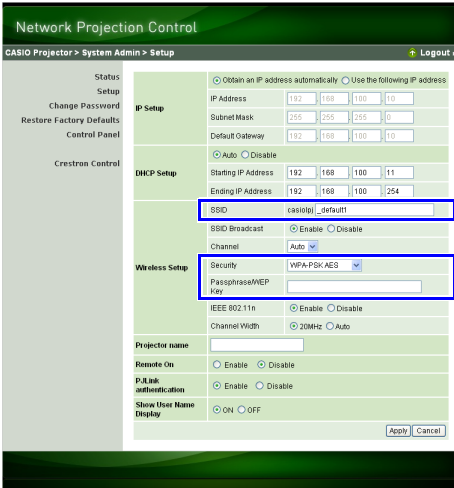 Network Projection Control
CASIO Projector > System Admin > Setup
Logout
Status
Setup
Change Password
Restore Factory Defaults
Control Panel
Crestron Control
IP Setup
Obtain an IP address automatically Use the following IP address
IP Address 192 . 168 . 100 . 10
Subnet Mask 255 . 255 . 255 . 0
Default Gateway 192 . 168 . 100 . 10
DHCP Setup
Auto Disable
Starting IP Address 192 . 168 . 100 . 11
Ending IP Address 192 . 168 . 100 . 254
Wireless Setup
SSID casiolpj _default1
SSID Broadcast Enable Disable
Channel Auto
Security WPA-PSK AES
Passphrase/WEP
Key
IEEE 802.11n Enable Disable
Channel Width 20MHz Auto
Projector name
Remote On Enable Disable
PJLink
authentication Enable Disable
Show User Name
Display ON OFF
Apply Cancel